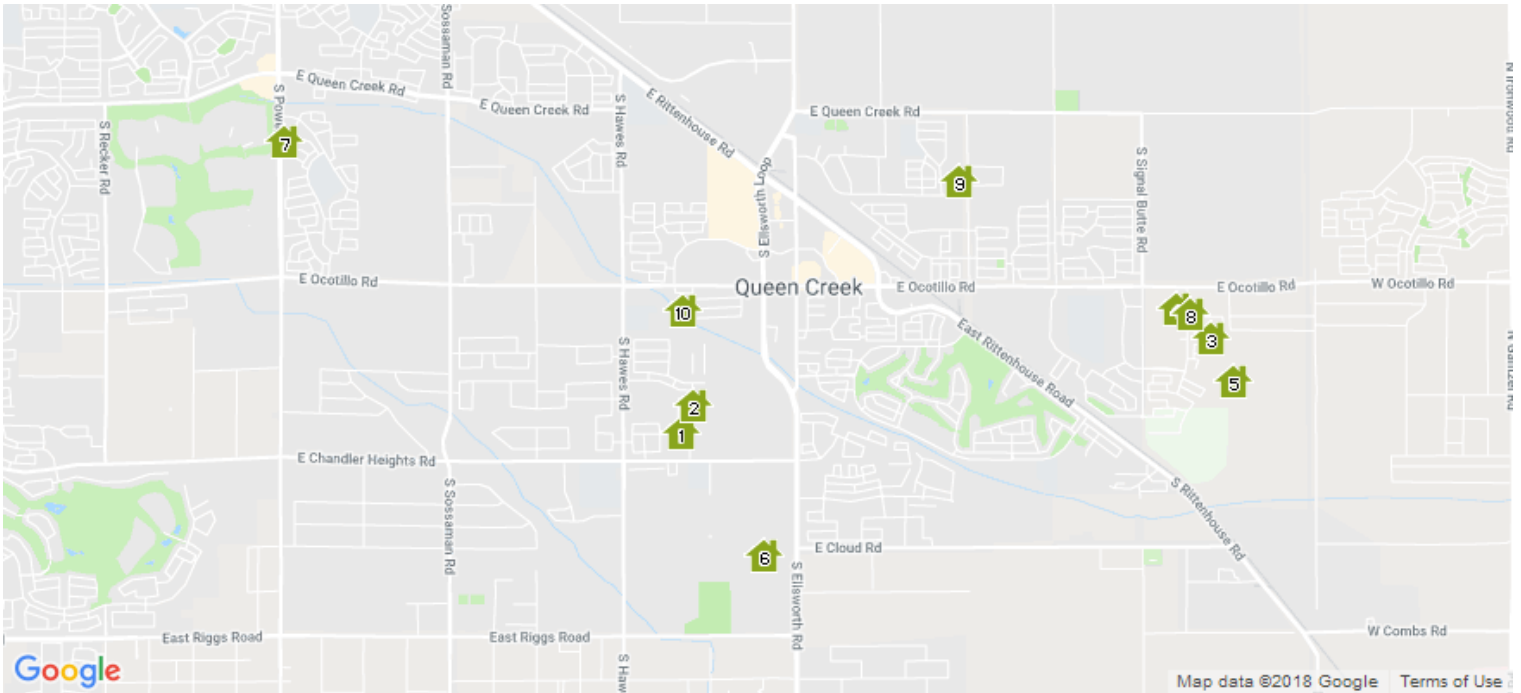 E Queen Creek Rd
E Queen Creek Rd
E Queen Creek Rd
S Sossaman Rd
S Hawes Rd
E Rittenhouse Rd
S Recker Rd
7
9
S Ellsworth Loop
S Signal Butte Rd
E Ocotillo Rd
Queen Creek
E Ocotillo Rd
E Ocotillo Rd
W Ocotillo Rd
10
8
3
5
East Rittenhouse Road
S Hawes Rd
2
1
E Chandler Heights Rd
S Sossaman Rd
S Rittenhouse Rd
6
E Cloud Rd
S Ellsworth Rd
East Riggs Road
East Riggs Road
W Combs Rd
S Haw
Google
Map data ©2018 Google
Terms of Use